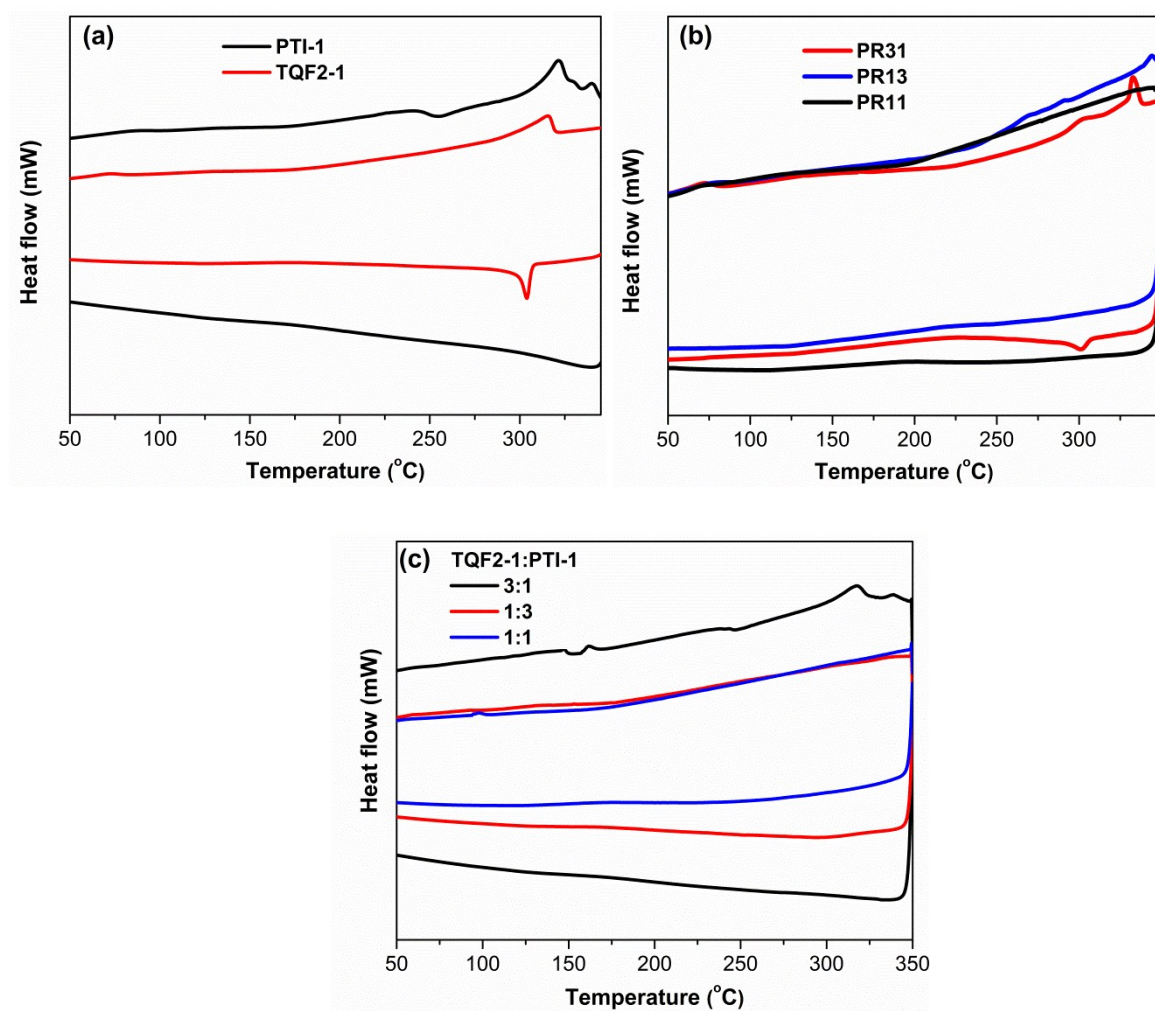 (a)
PTI-1
TQF2-1
Heat flow (mW)
50 100 150 200 250 300
Temperature (°C)
(b)
PR31
PR13
PR11
Heat flow (mW)
50 100 150 200 250 300
Temperature (°C)
(c) TQF2-1:PTI-1
3:1
1:3
1:1
Heat flow (mW)
50 100 150 200 250 300 350
Temperature (°C)